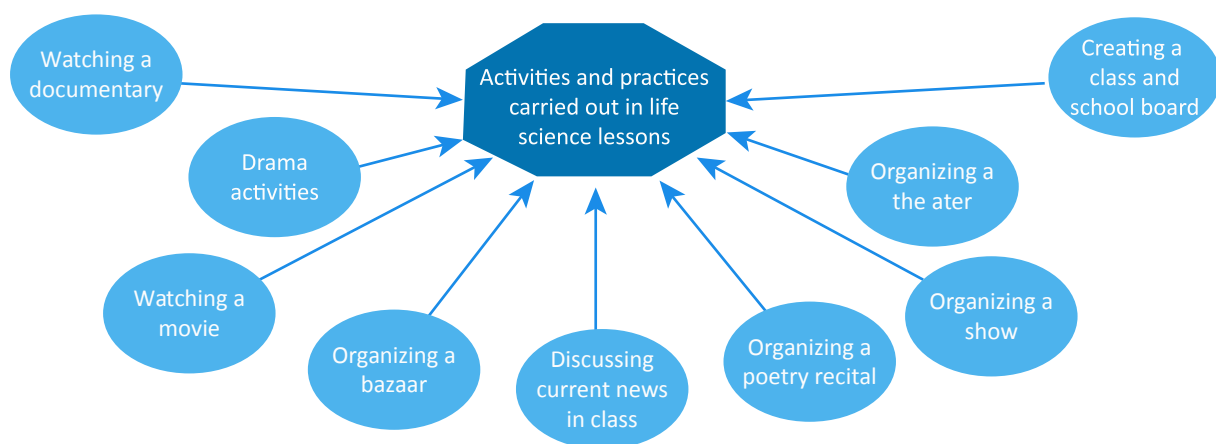 Watching a
documentary
Activities and practices
carried out in life
science lessons
Creating a
class and
school board
Drama
activities
Organizing a
the ater
Watching a
movie
Organizing a
show
Organizing a
bazaar
Discussing
current news
in class
Organizing a
poetry recital